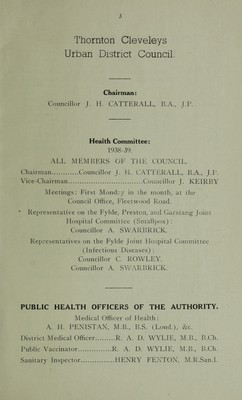 3
Thornton Cleveleys
Urban District Council.
Chairman:
Councillor J. H. CATTERALL, B.A., J.P.
Health Committee:
1938-39.
ALL MEMBERS OF THE COUNCIL.
Chairman............Councillor J. H. CATTERALL, B.A., J.P.
Vice-Chairman................................Councillor J. KEIRBY
Meetings: First Monday in the month, at the
Council Office, Fleetwood Road.
Representative on the Fylde, Preston, and Garstang Joint
Hospital Committee (Smallpox):
Councillor A. SWARBRICK.
Representatives on the Fylde Joint Hospital Committee
(Infectious Diseases):
Councillor C. ROWLEY.
Councillor A. SWARBRICK.
PUBLIC HEALTH OFFICERS OF THE AUTHORITY.
Medical Officer of Health:
A. H. PENISTAN, M.B., B.S. (Lond.), &c.
District Medical Officer........R. A. D. WYLIE, M.B., B.Ch.
Public Vaccinator...............R. A. D. WYLIE, M.B., B.Ch.
Sanitary Inspector..............HENRY FENTON, M.R.San.I.